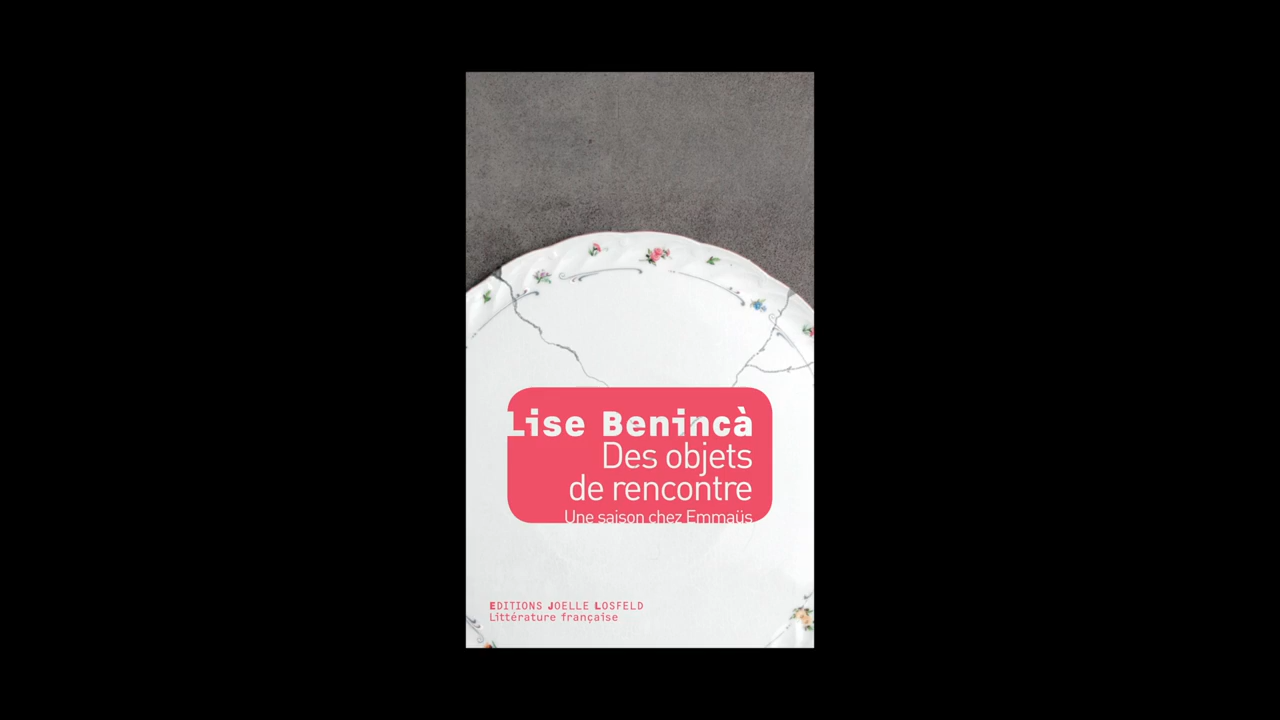 Lise Benincà
Des objets
de rencontre
Une saison chez Emmaüs
EDITIONS JOELLE LOSFELD
Littérature française